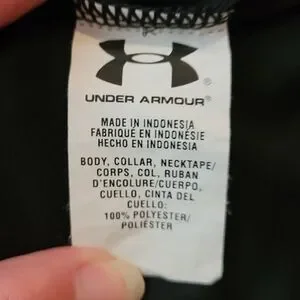 UNDER ARMOUR®
MADE IN INDONESIA
FABRIQUÉ EN INDONÉSIE
HECHO EN INDONESIA
BODY, COLLAR, NECKTAPE/
CORPS, COL, RUBAN
D'ENCOLURE/CUERPO,
CUELLO, CINTA DEL
CUELLO:
100% POLYESTER/
POLIÉSTER